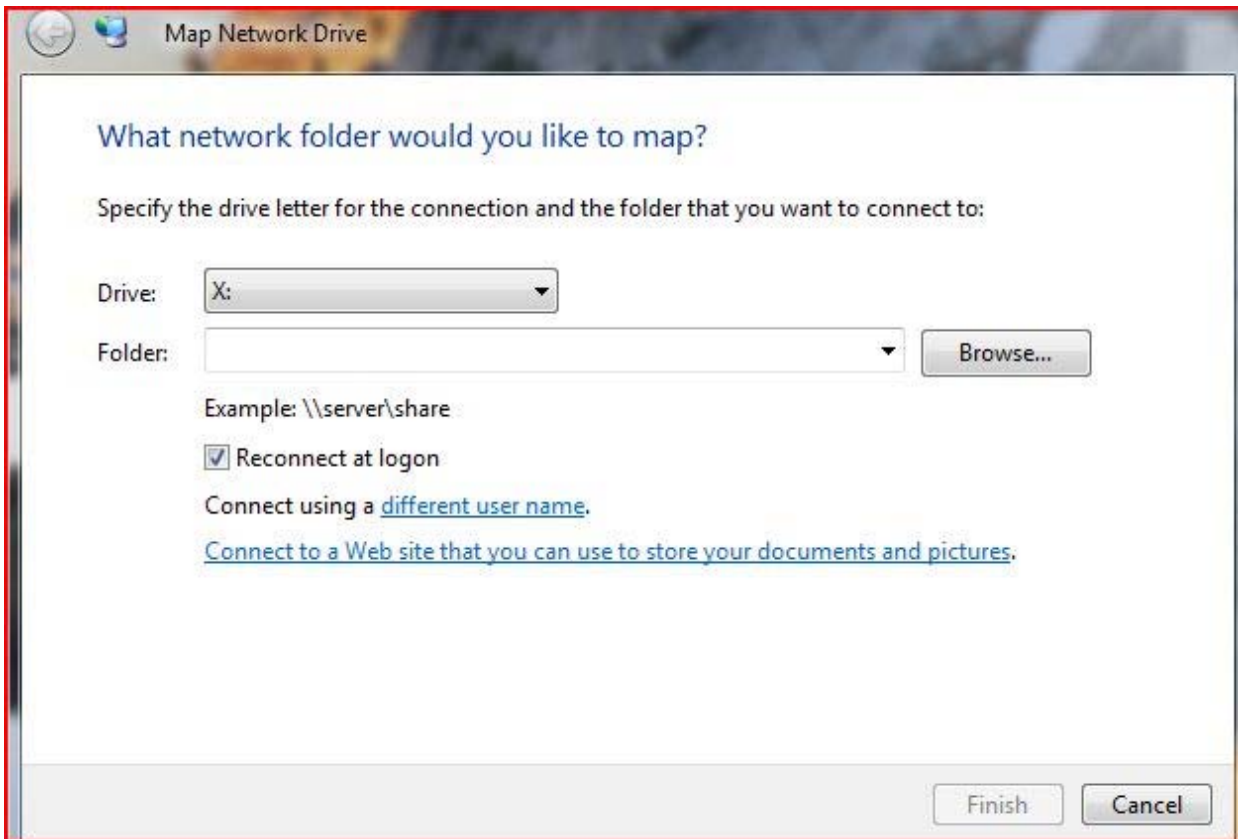 Map Network Drive
What network folder would you like to map?
Specify the drive letter for the connection and the folder that you want to connect to:
Drive: X:
Folder: Browse...
Example: \\server\share
Reconnect at logon
Connect using a different user name.
Connect to a Web site that you can use to store your documents and pictures.
Finish Cancel